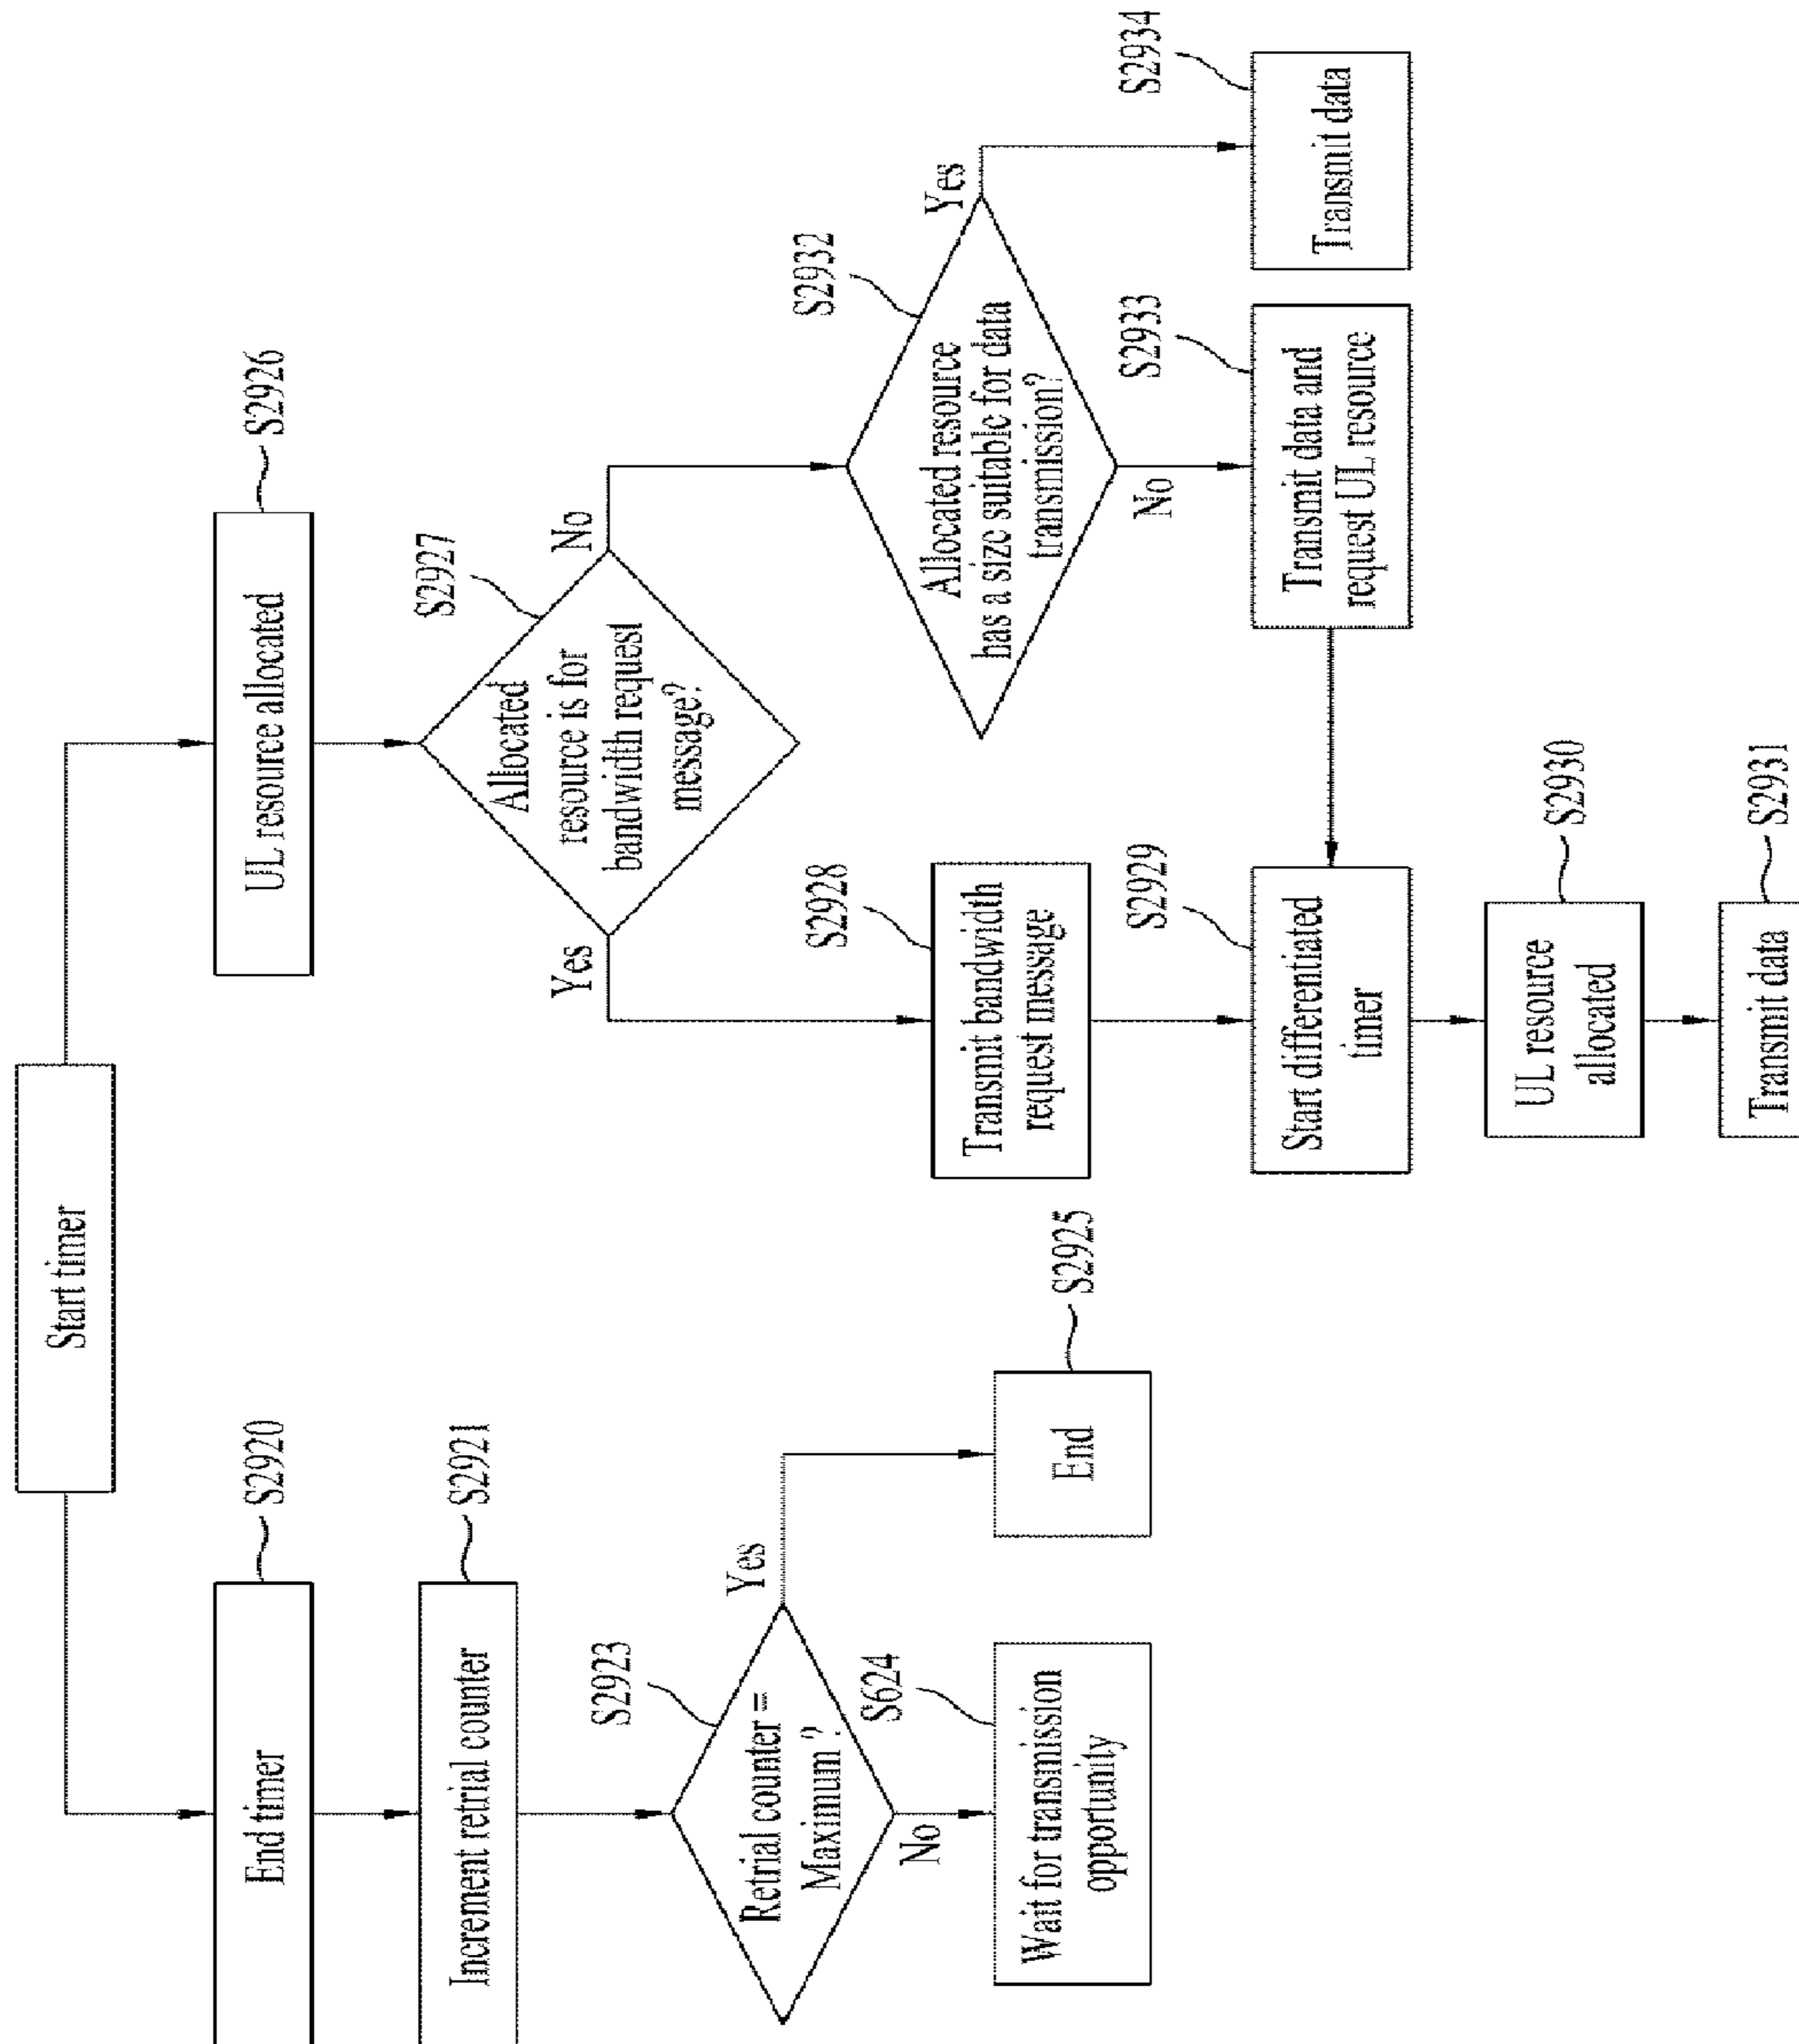 Start timer
End timer
S2920
Increment retrial counter
S2921
Retrial counter =
Maximum ?
S2923
Yes
No
Wait for transmission
opportunity
S624
End
S2925
UL resource allocated
S2926
Allocated
resource is for
bandwidth request
message?
S2927
Yes
No
Transmit bandwidth
request message
S2928
Start differentiated
timer
S2929
UL resource
allocated
S2930
Transmit data
S2931
Allocated resource
has a size suitable for data
transmission?
S2932
Yes
No
Transmit data and
request UL resource
S2933
Transmit data
S2934